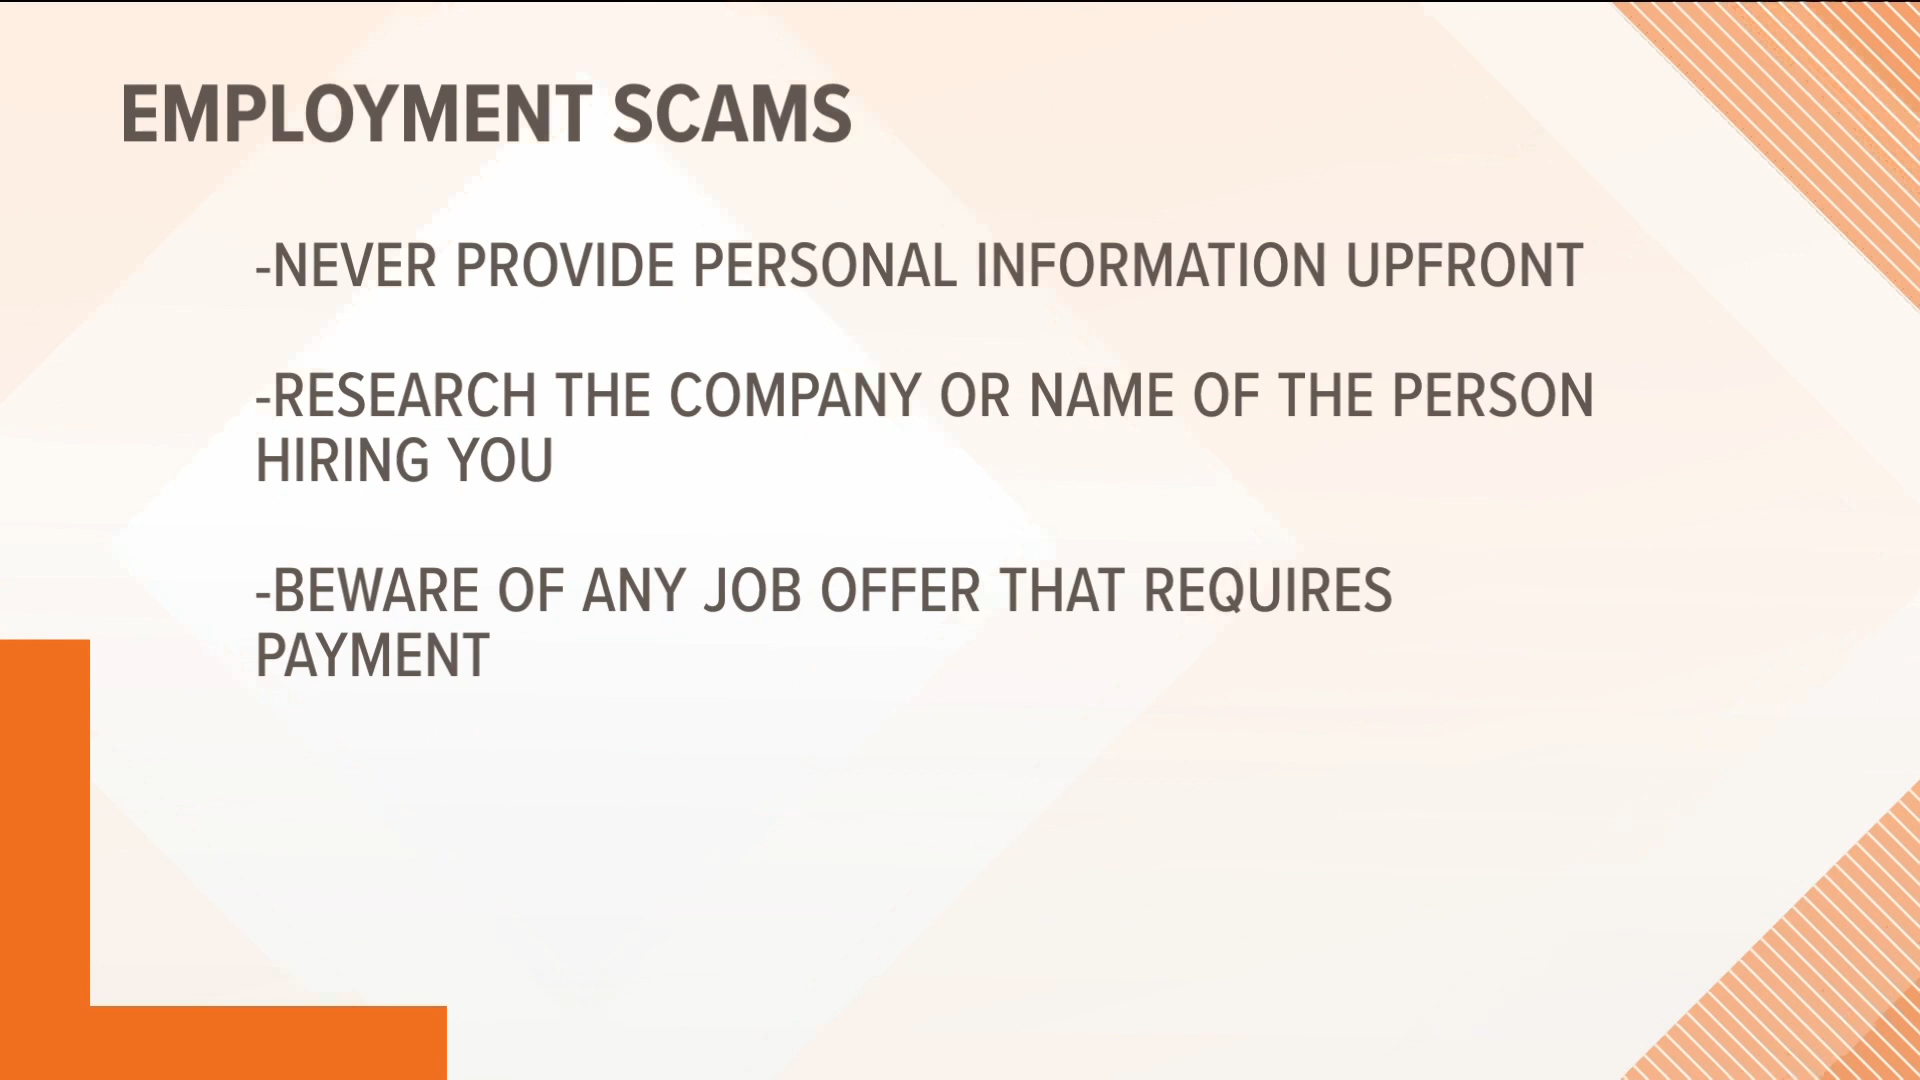 EMPLOYMENT SCAMS
-NEVER PROVIDE PERSONAL INFORMATION UPFRONT
-RESEARCH THE COMPANY OR NAME OF THE PERSON
HIRING YOU
-BEWARE OF ANY JOB OFFER THAT REQUIRES
PAYMENT